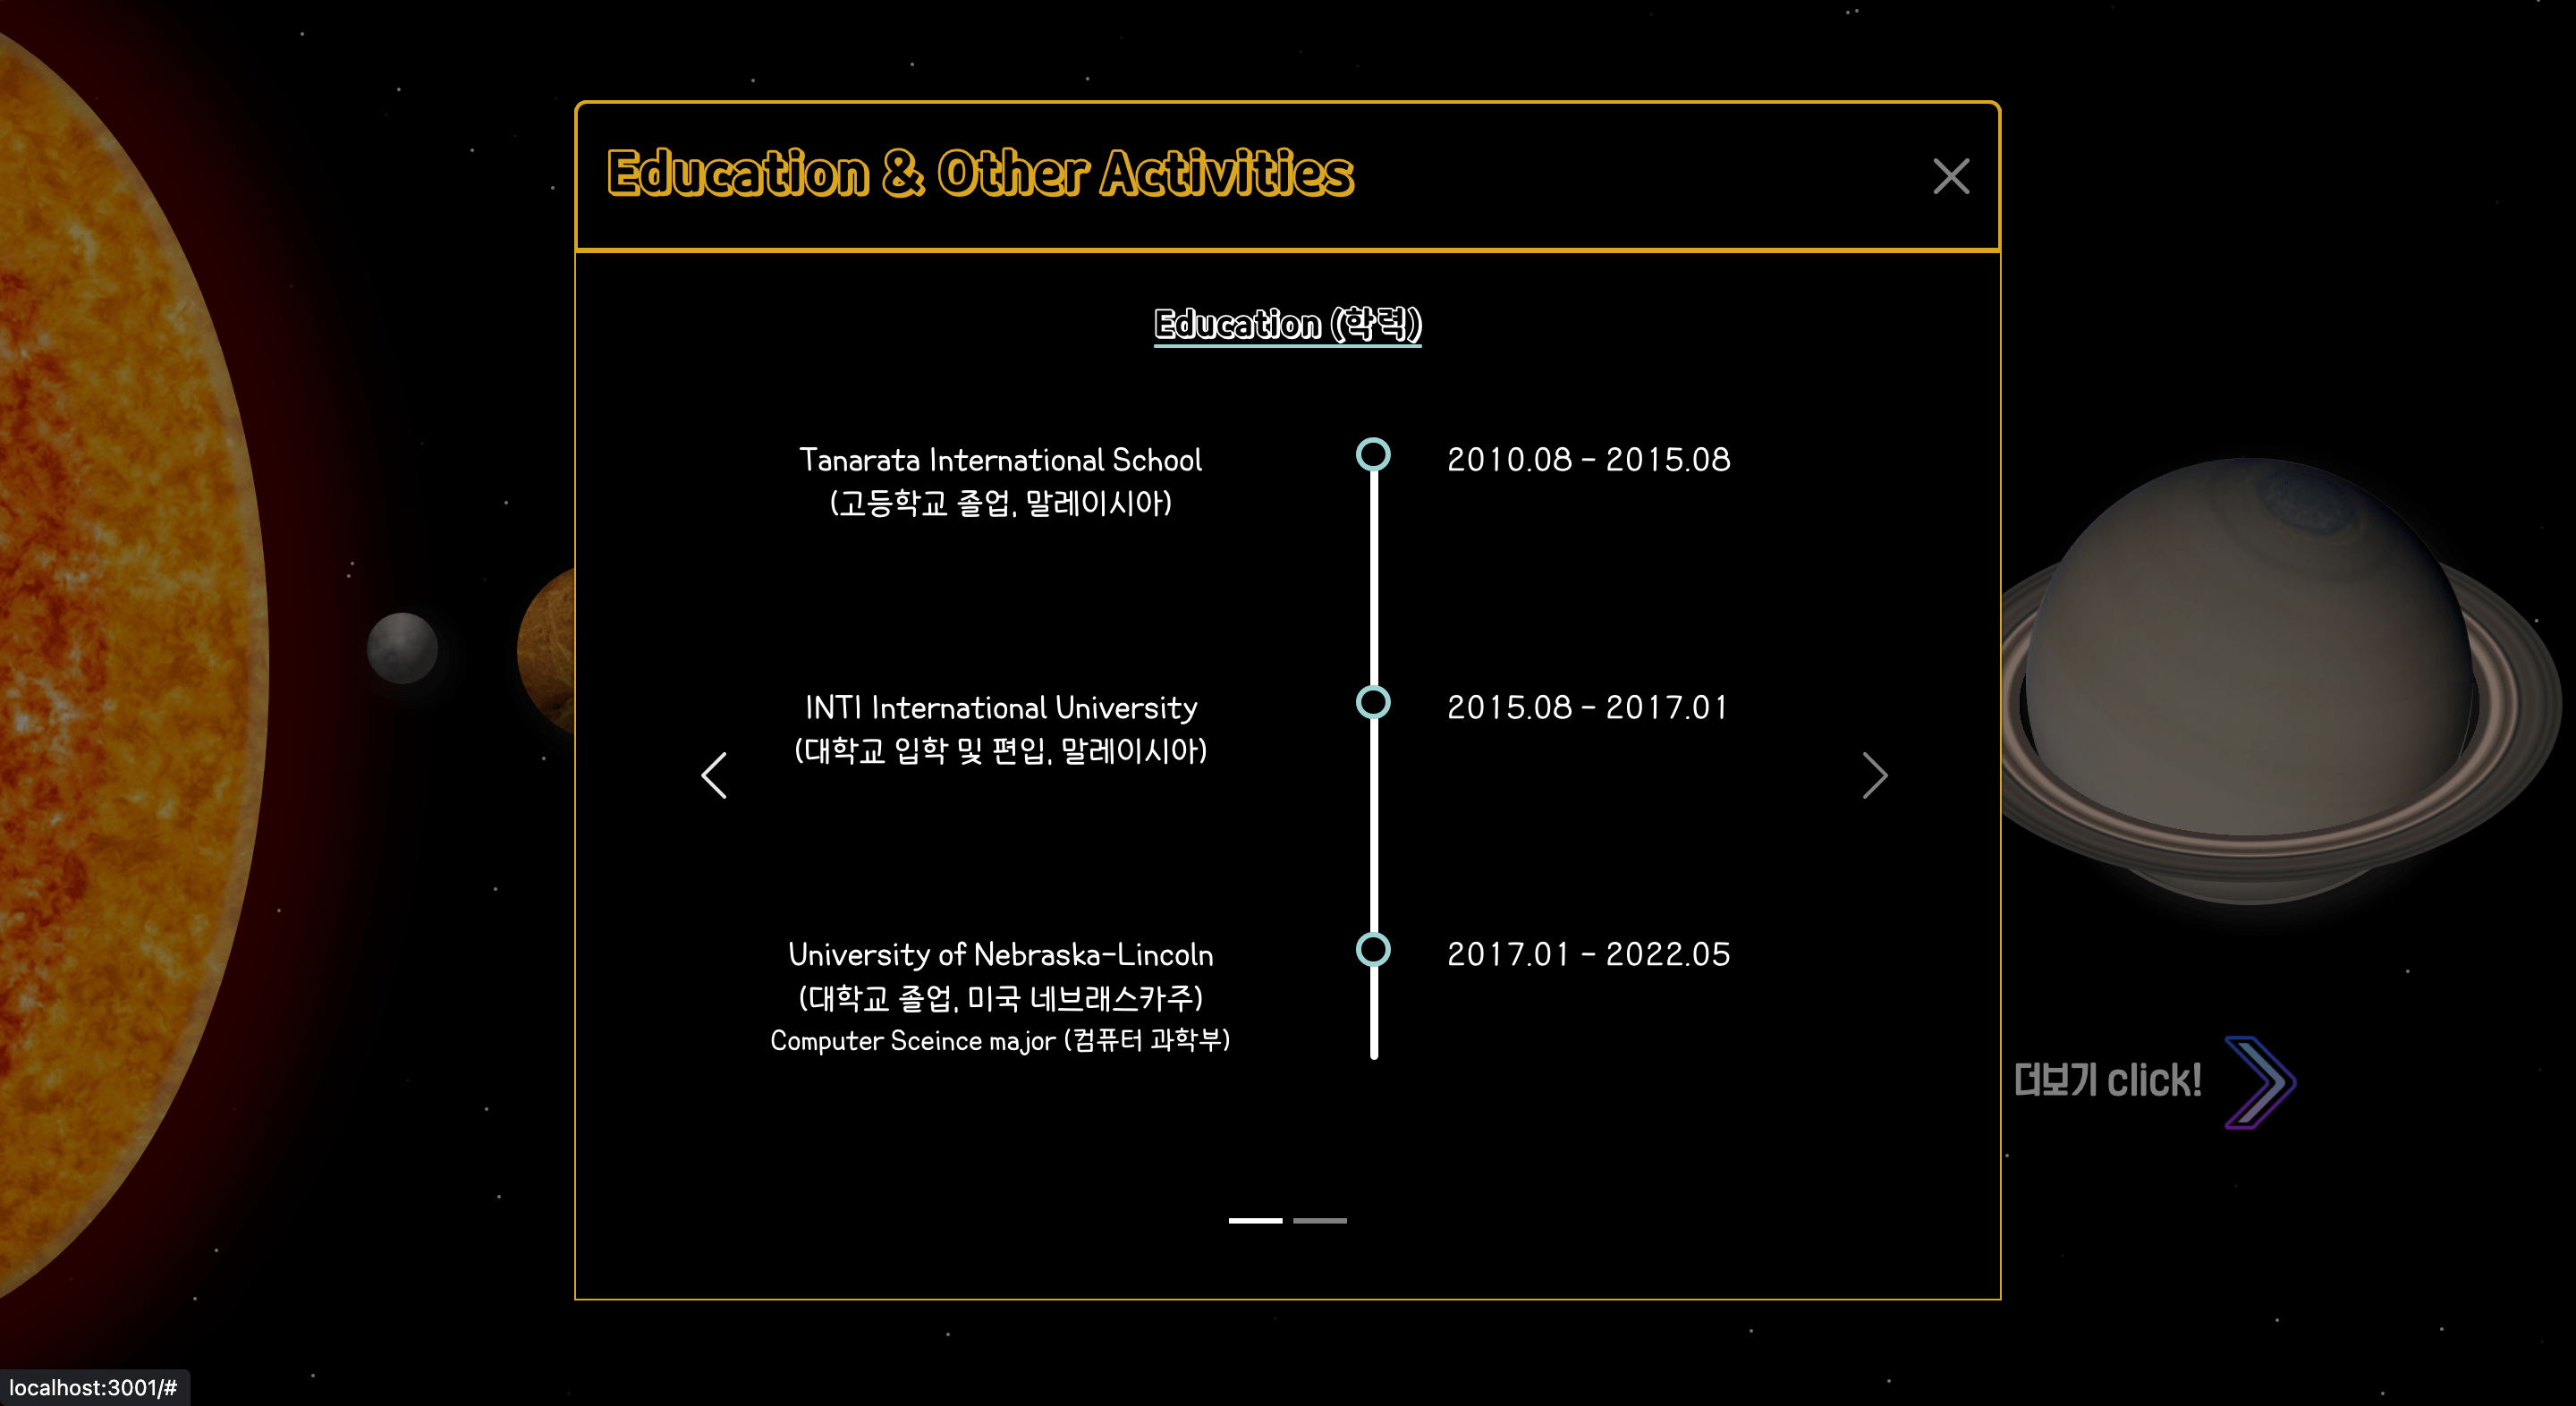 Education & Other Activities
Education (학력)
Tanarata International School
(고등학교 졸업, 말레이시아)
2010.08 - 2015.08
INTI International University
(대학교 입학 및 편입, 말레이시아)
2015.08 - 2017.01
University of Nebraska-Lincoln
(대학교 졸업, 미국 네브래스카주)
Computer Sceince major (컴퓨터 과학부)
2017.01 - 2022.05
더보기 click!
localhost:3001/#